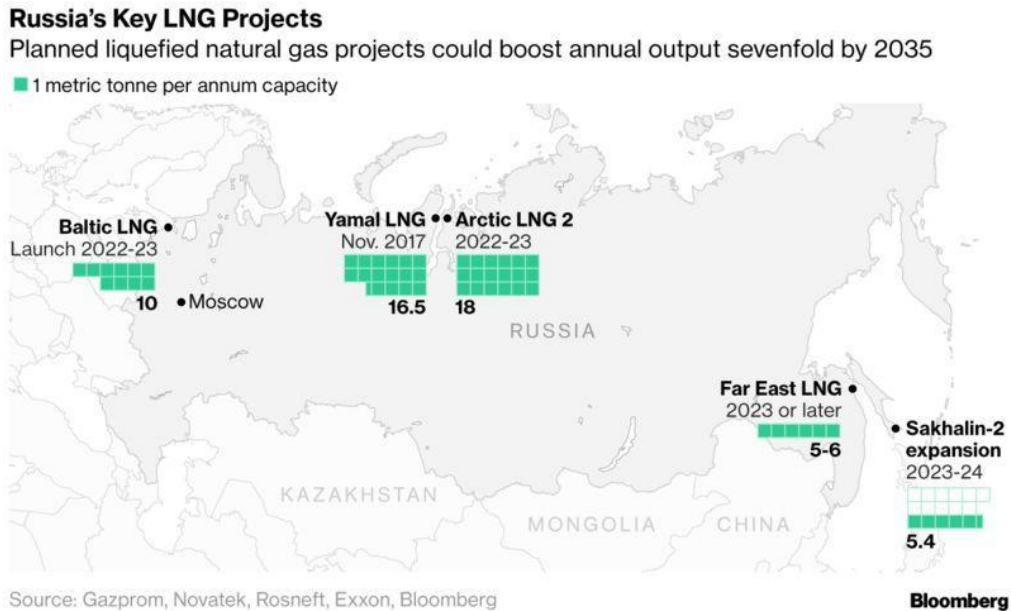 Russia's Key LNG Projects
Planned liquefied natural gas projects could boost annual output sevenfold by 2035
1 metric tonne per annum capacity
Baltic LNG
Launch 2022-23
10
Moscow
Yamal LNG
Nov. 2017
16.5
Arctic LNG 2
2022-23
18
RUSSIA
Far East LNG
2023 or later
5-6
Sakhalin-2
expansion
2023-24
5.4
KAZAKHSTAN
MONGOLIA
CHINA
Source: Gazprom, Novatek, Rosneft, Exxon, Bloomberg
Bloomberg